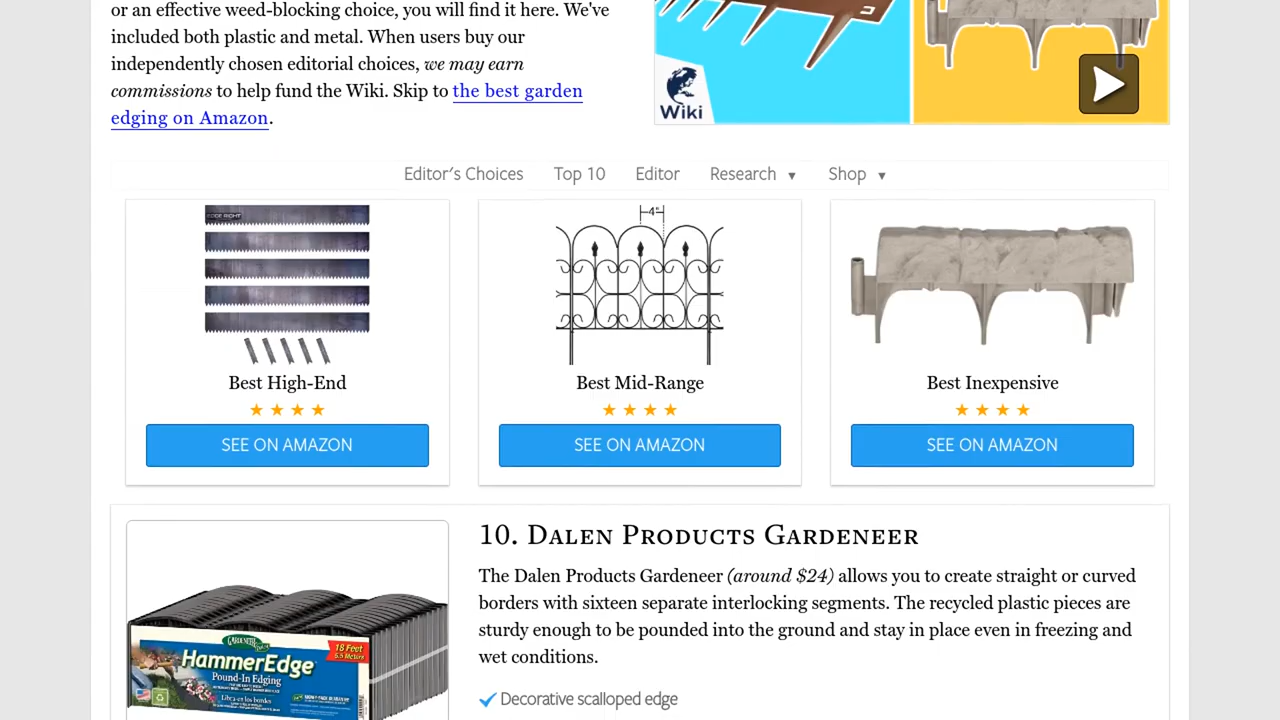 or an effective weed-blocking choice, you will find it here. We've
included both plastic and metal. When users buy our
independently chosen editorial choices, we may earn
commissions to help fund the Wiki. Skip to the best garden
edging on Amazon.
Wiki
Editor's Choices Top 10 Editor Research ▼ Shop ▼
EDGE RIGHT
4"
Best High-End
★ ★ ★ ★
SEE ON AMAZON
Best Mid-Range
★ ★ ★ ★
SEE ON AMAZON
Best Inexpensive
★ ★ ★ ★
SEE ON AMAZON
10. Dalen Products Gardeneer
The Dalen Products Gardeneer (around $24) allows you to create straight or curved
borders with sixteen separate interlocking segments. The recycled plastic pieces are
sturdy enough to be pounded into the ground and stay in place even in freezing and
wet conditions.
Decorative scalloped edge
HammerEdge
Pound-In Edging
18 Feet